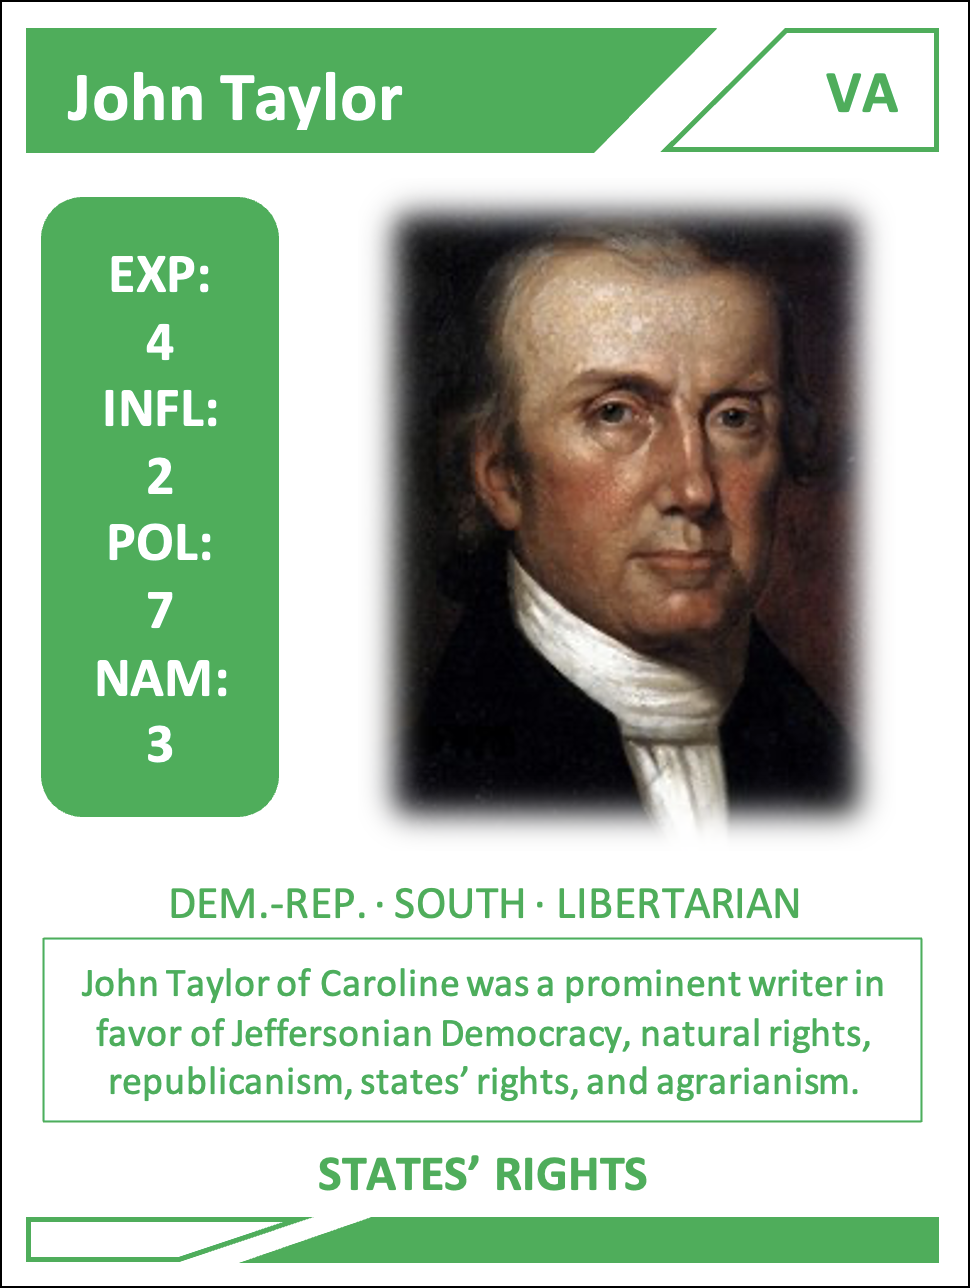 John Taylor
VA
EXP:
4
INFL:
2
POL:
7
NAM:
3
DEM.-REP. · SOUTH · LIBERTARIAN
John Taylor of Caroline was a prominent writer in
favor of Jeffersonian Democracy, natural rights,
republicanism, states’ rights, and agrarianism.
STATES’ RIGHTS